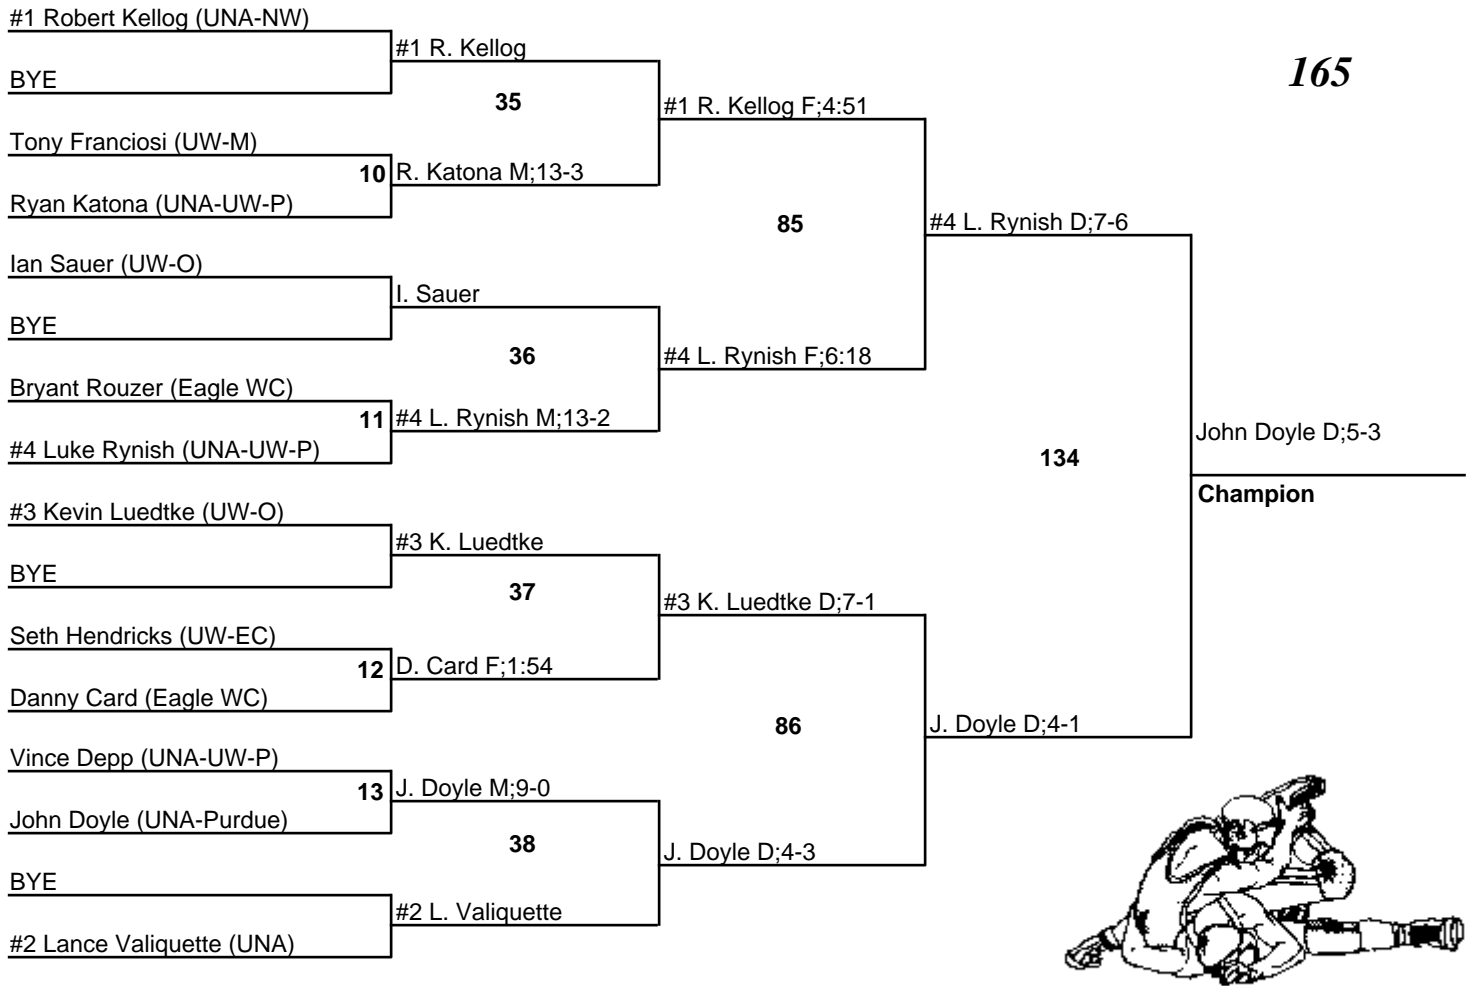 #1 Robert Kellog (UNA-NW)
#1 R. Kellog
165
BYE
35
#1 R. Kellog F;4:51
Tony Franciosi (UW-M)
10 R. Katona M;13-3
Ryan Katona (UNA-UW-P)
85
#4 L. Rynish D;7-6
Ian Sauer (UW-O)
I. Sauer
BYE
36
#4 L. Rynish F;6:18
Bryant Rouzer (Eagle WC)
11 #4 L. Rynish M;13-2
John Doyle D;5-3
#4 Luke Rynish (UNA-UW-P)
134
Champion
#3 Kevin Luedtke (UW-O)
#3 K. Luedtke
BYE
37
#3 K. Luedtke D;7-1
Seth Hendricks (UW-EC)
12 D. Card F;1:54
Danny Card (Eagle WC)
86
J. Doyle D;4-1
Vince Depp (UNA-UW-P)
13 J. Doyle M;9-0
John Doyle (UNA-Purdue)
38
J. Doyle D;4-3
BYE
#2 L. Valiquette
#2 Lance Valiquette (UNA)